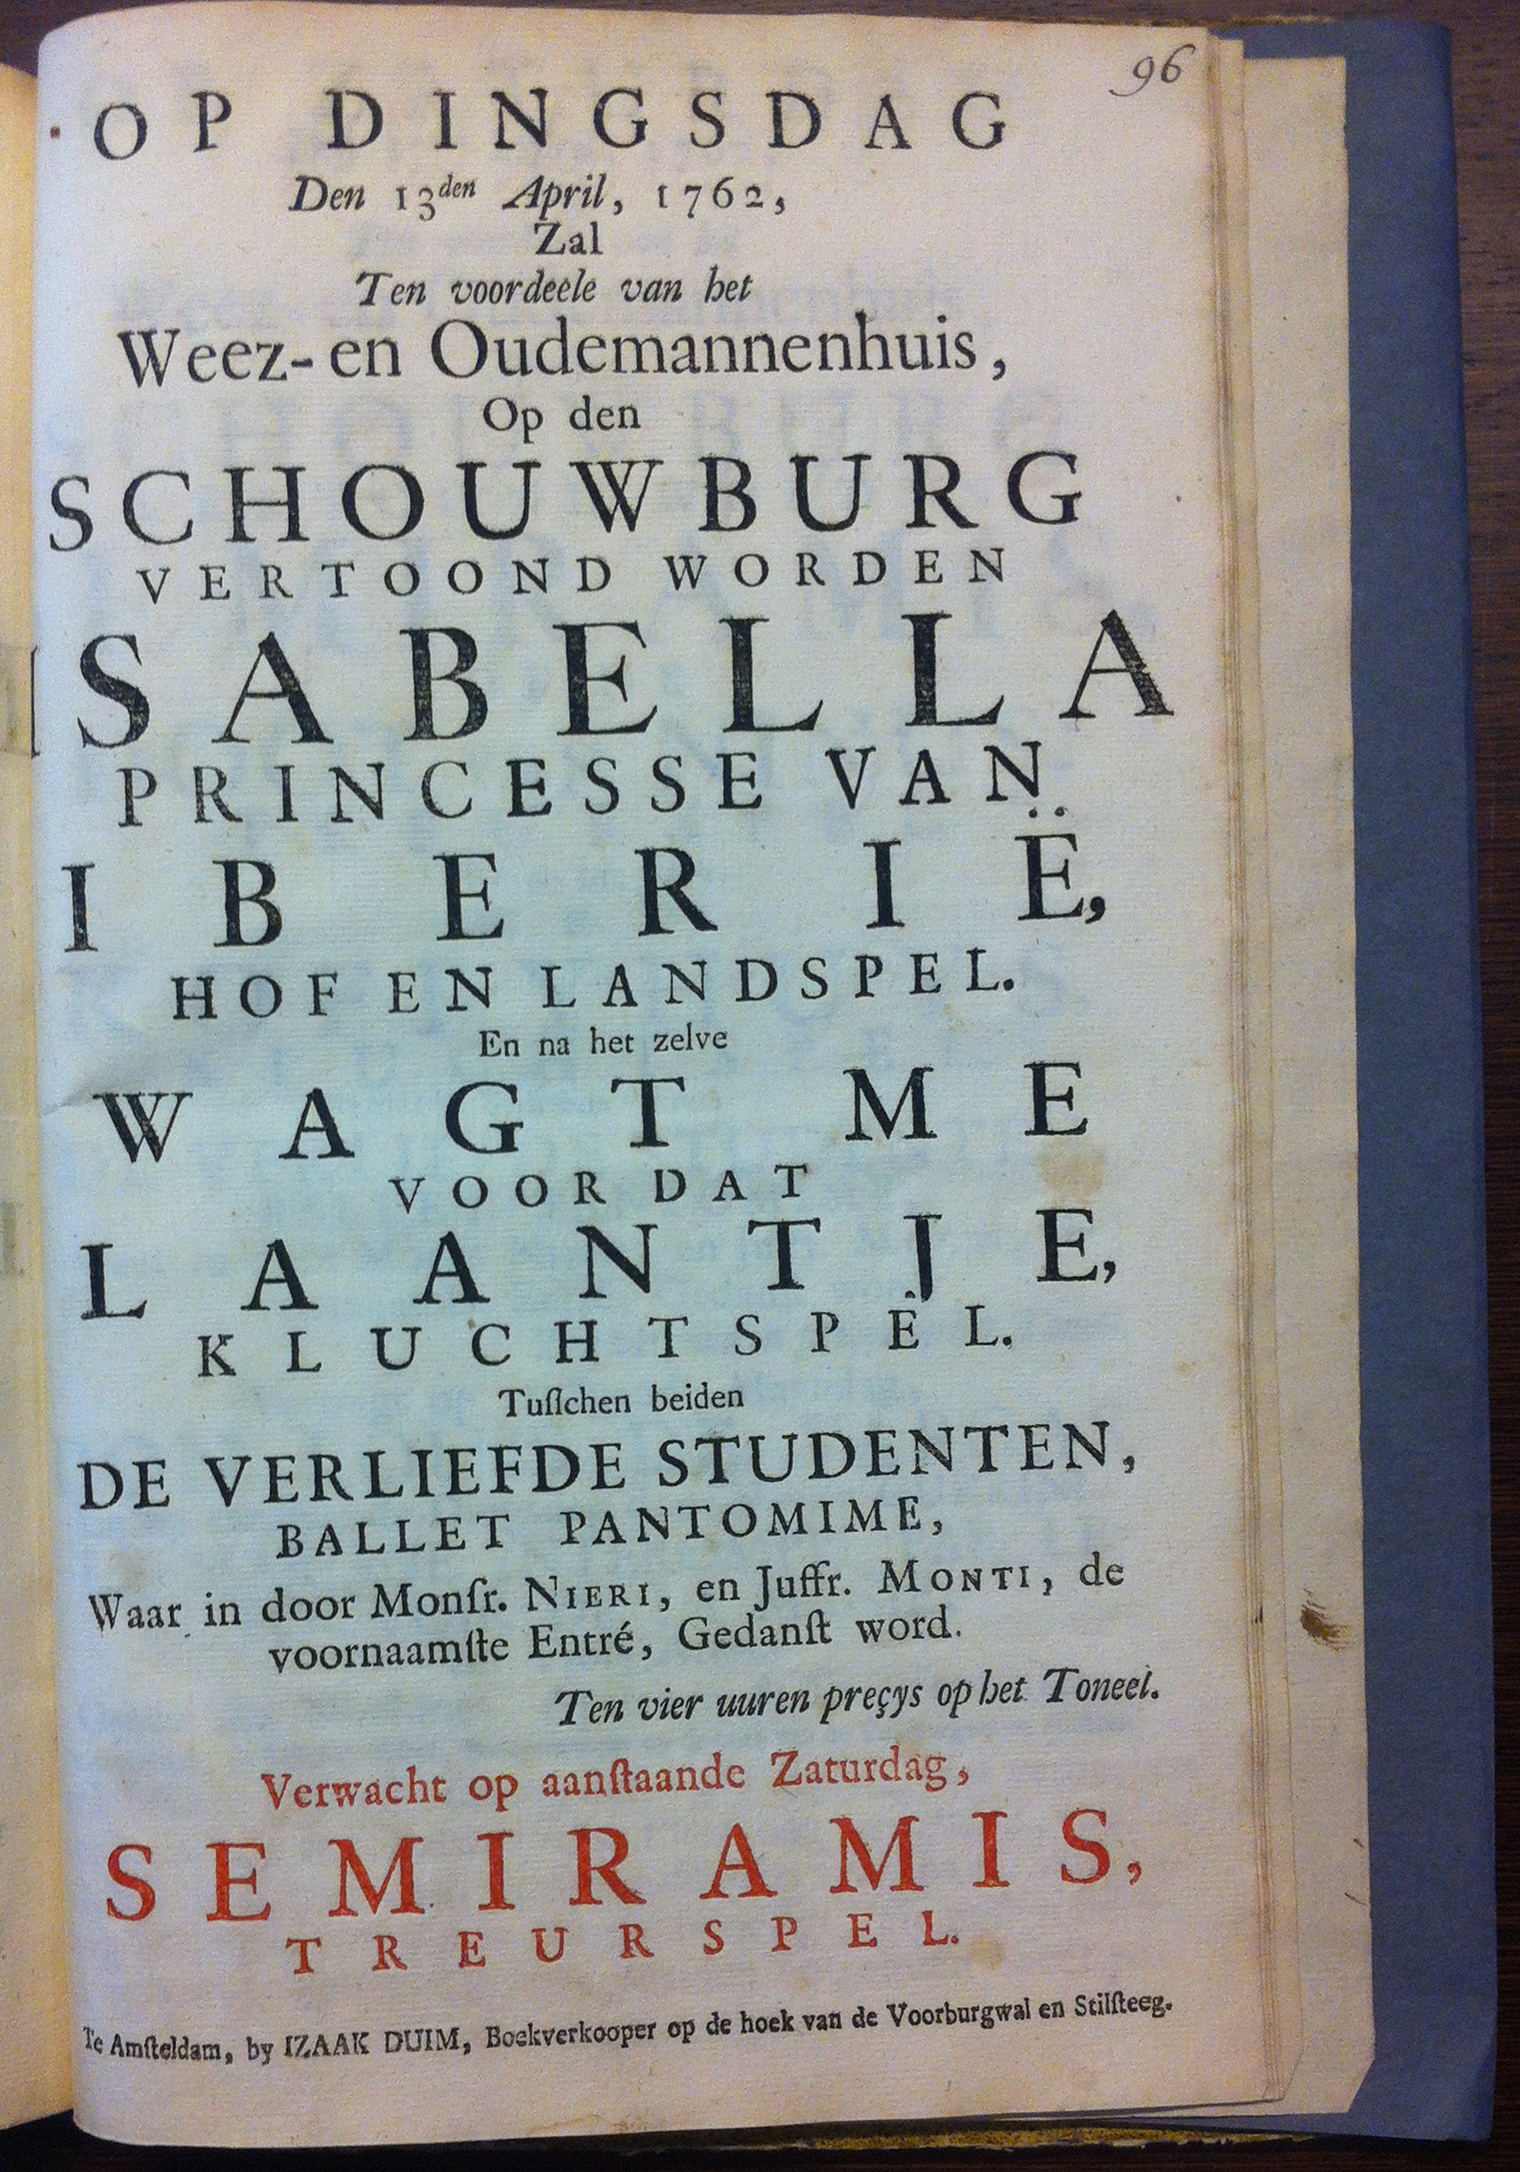 96
OP DINGSDAG
Den 13den April, 1762,
Zal
Ten voordeele van het
Weez- en Oudemannenhuis,
Op den
SCHOUWBURG
VERTOOND WORDEN
ISABELLA
PRINCESSE VAN
IBERIË,
HOF EN LANDSPEL.
En na het zelve
WAGT ME
VOOR DAT
LAANTJE,
KLUCHTSPEL.
Tuſſchen beiden
DE VERLIEFDE STUDENTEN,
BALLET PANTOMIME,
Waar in door Monſr. NIERI, en Juffr. MONTI, de
voornaamſte Entré, Gedanſt word.
Ten vier uuren preçys op het Toneel.
Verwacht op aanſtaande Zaturdag,
SEMIRAMIS,
TREURSPEL.
Te Amſteldam, by IZAAK DUIM, Boekverkooper op de hoek van de Voorburgwal en Stilſteeg.